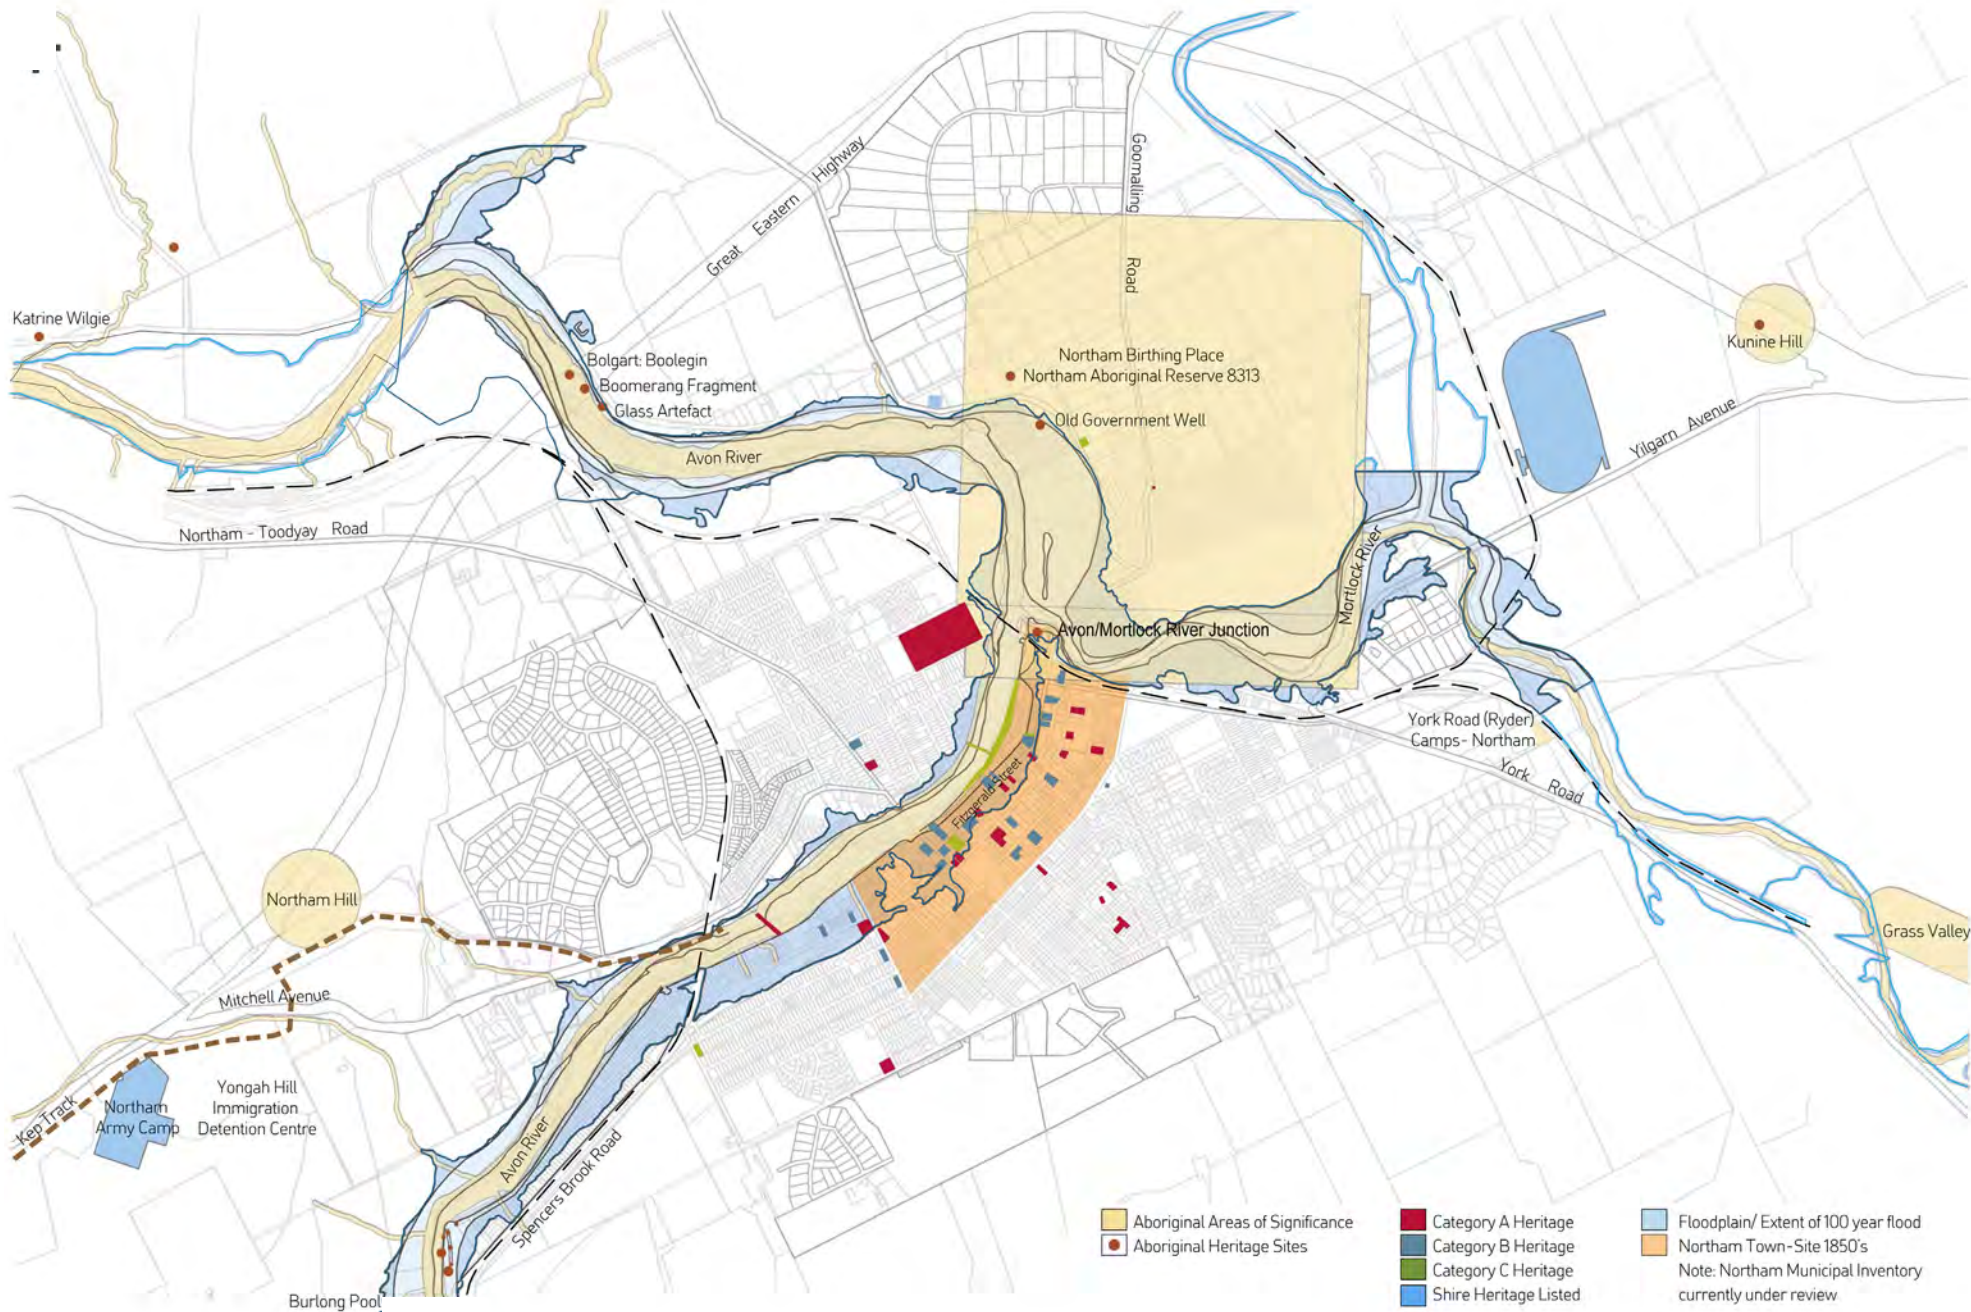 Great Eastern Highway
Goomalling Road
Katrine Wilgie
Kunine Hill
Bolgart: Boolegin
Boomerang Fragment
Glass Artefact
Northam Birthing Place
Northam Aboriginal Reserve 8313
Old Government Well
Avon River
Yilgarn Avenue
Northam - Toodyay Road
Mortlock River
Avon/Mortlock River Junction
York Road (Ryder)
Camps- Northam
York Road
Fitzgerald Street
Northam Hill
Grass Valley
Mitchell Avenue
Kep Track
Northam
Army Camp
Yongah Hill
Immigration
Detention Centre
Avon River
Spencers Brook Road
Burlong Pool
Aboriginal Areas of Significance
Aboriginal Heritage Sites
Category A Heritage
Category B Heritage
Category C Heritage
Shire Heritage Listed
Floodplain/ Extent of 100 year flood
Northam Town-Site 1850's
Note: Northam Municipal Inventory
currently under review